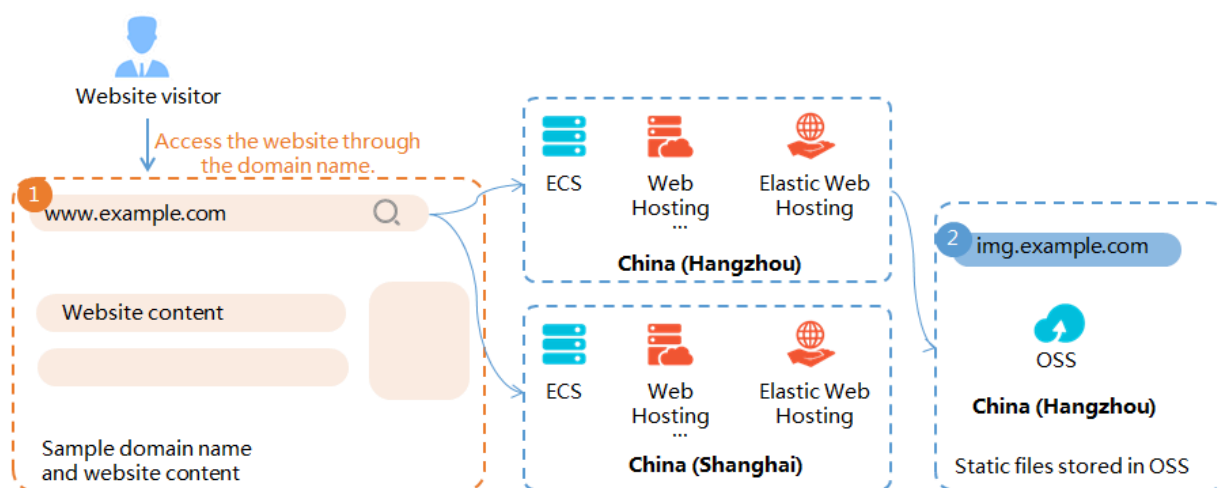 Website visitor
Access the website through
the domain name.
1
www.example.com
Website content
Sample domain name
and website content
ECS
Web
Hosting
...
Elastic Web
Hosting
China (Hangzhou)
ECS
Web
Hosting
...
Elastic Web
Hosting
China (Shanghai)
2
img.example.com
OSS
China (Hangzhou)
Static files stored in OSS